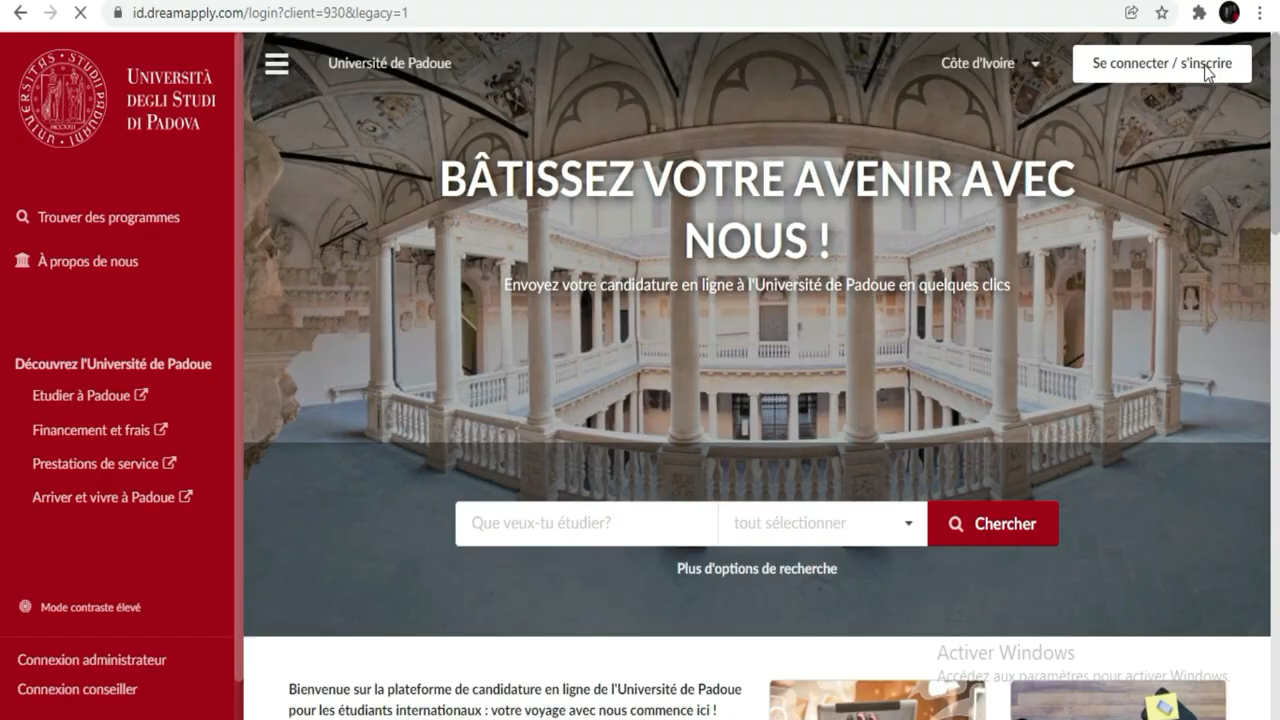 id.dreamapply.com/login?client=930&legacy=1
UNIVERSITÀ
DEGLI STUDI
DI PADOVA
Université de Padoue
Côte d'Ivoire
Se connecter / s'inscrire
Trouver des programmes
À propos de nous
Découvrez l'Université de Padoue
Etudier à Padoue
Financement et frais
Prestations de service
Arriver et vivre à Padoue
Mode contraste élevé
Connexion administrateur
Connexion conseiller
BÂTISSEZ VOTRE AVENIR AVEC
NOUS !
Envoyez votre candidature en ligne à l'Université de Padoue en quelques clics
Que veux-tu étudier?
tout sélectionner
Chercher
Plus d'options de recherche
Bienvenue sur la plateforme de candidature en ligne de l'Université de Padoue
pour les étudiants internationaux : votre voyage avec nous commence ici !
Activer Windows
Accédez aux paramètres pour activer Windows.